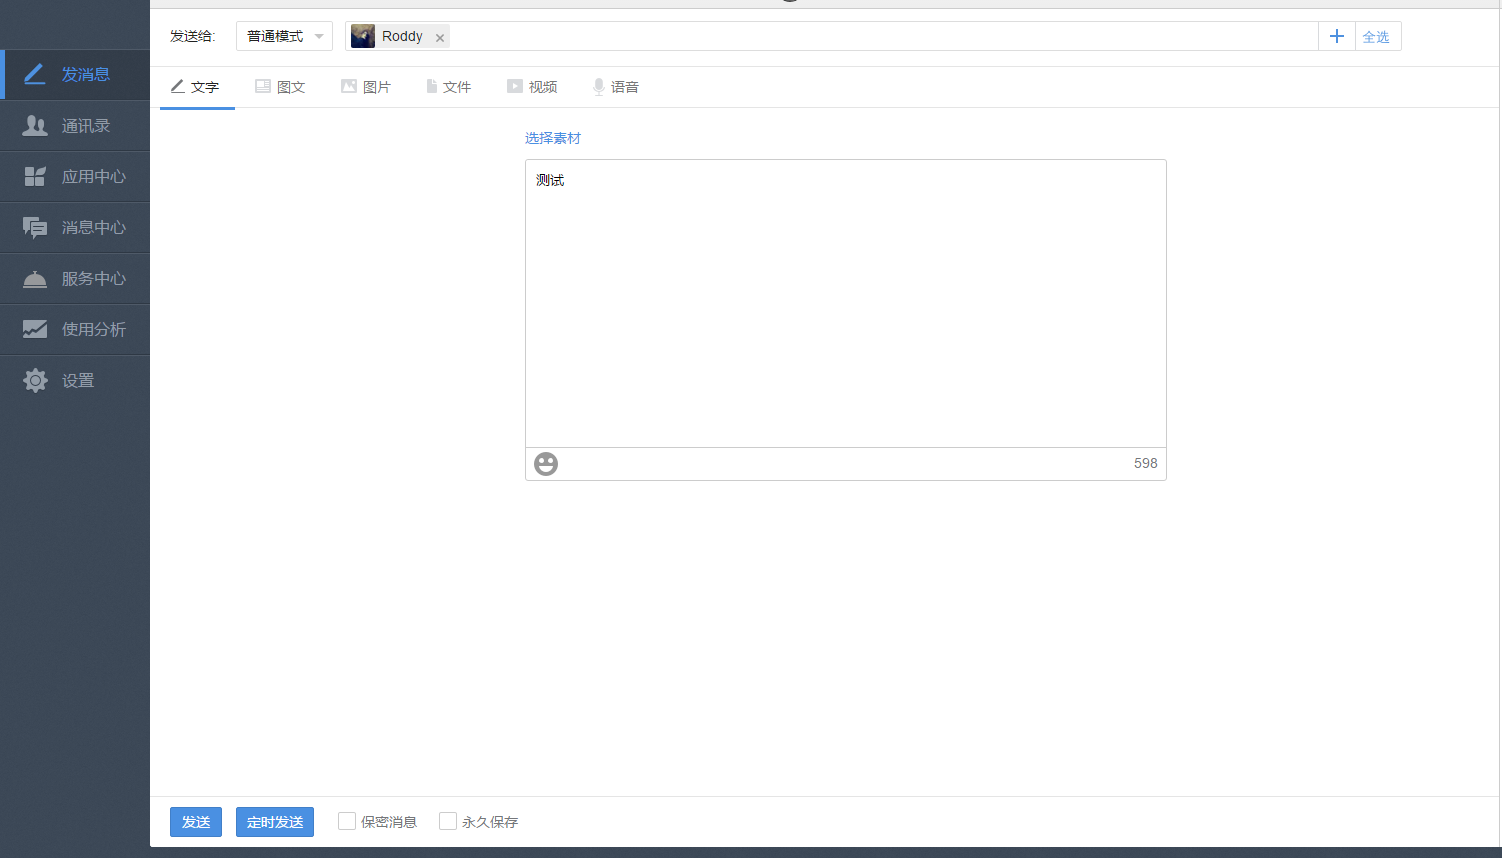 发送给: 普通模式 Roddy × + 全选
发消息
通讯录
应用中心
消息中心
服务中心
使用分析
设置
文字 图文 图片 文件 视频 语音
选择素材
测试
598
发送 定时发送 保密消息 永久保存